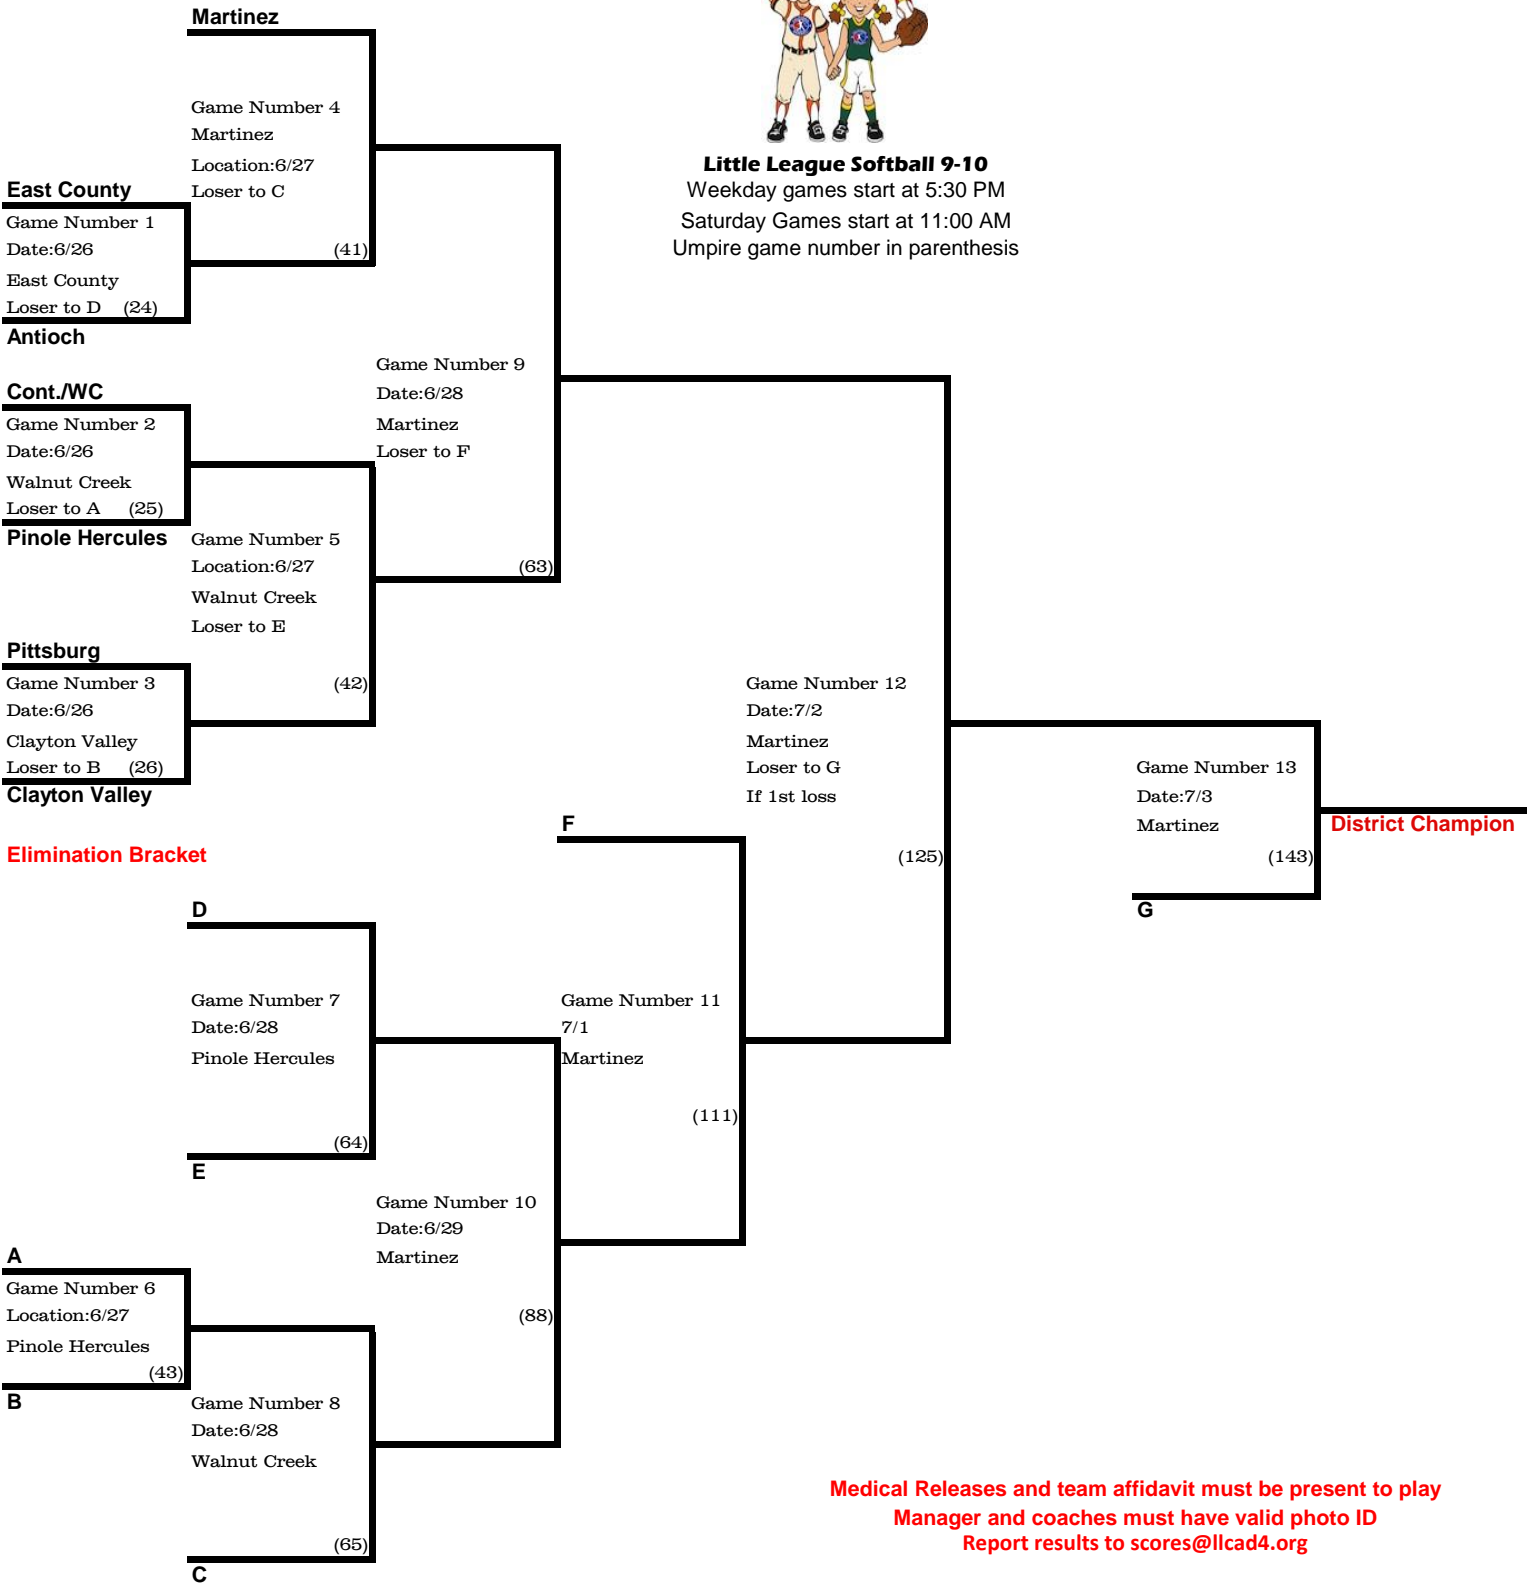 Martinez
Game Number 4
Martinez
Location:6/27
Loser to C
(41)
Little League Softball 9-10
Weekday games start at 5:30 PM
Saturday Games start at 11:00 AM
Umpire game number in parenthesis
East County
Game Number 1
Date:6/26
East County
Loser to D (24)
Antioch
Game Number 9
Date:6/28
Martinez
Loser to F
(63)
Cont./WC
Game Number 2
Date:6/26
Walnut Creek
Loser to A (25)
Pinole Hercules
Game Number 5
Location:6/27
Walnut Creek
Loser to E
(42)
Pittsburg
Game Number 3
Date:6/26
Clayton Valley
Loser to B (26)
Clayton Valley
Game Number 12
Date:7/2
Martinez
Loser to G
If 1st loss
(125)
Game Number 13
Date:7/3
Martinez
(143)
District Champion
G
Elimination Bracket
F
D
Game Number 7
Date:6/28
Pinole Hercules
(64)
E
Game Number 11
7/1
Martinez
(111)
Game Number 10
Date:6/29
Martinez
(88)
A
Game Number 6
Location:6/27
Pinole Hercules
(43)
B
Game Number 8
Date:6/28
Walnut Creek
(65)
C
Medical Releases and team affidavit must be present to play
Manager and coaches must have valid photo ID
Report results to scores@llcad4.org